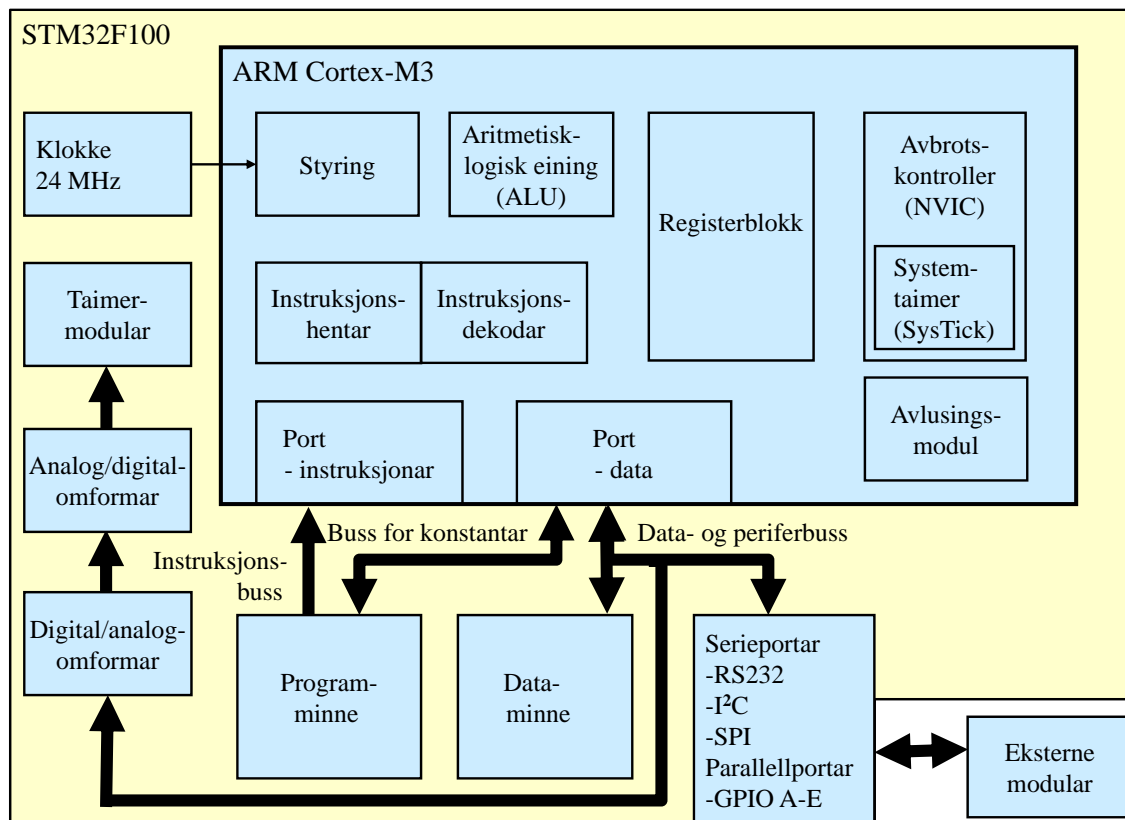 STM32F100
ARM Cortex-M3
Klokke
24 MHz
Styring
Aritmetisk-
logisk eining
(ALU)
Registerblokk
Avbrots-
kontroller
(NVIC)
System-
taimer
(SysTick)
Taimer-
modular
Instruksjons-
hentar
Instruksjons-
dekodar
Avlusings-
modul
Port
- instruksjonar
Port
- data
Analog/digital-
omformar
Buss for konstantar
Data- og periferbuss
Instruksjons-
buss
Digital/analog-
omformar
Program-
minne
Data-
minne
Serieportar
-RS232
-I²C
-SPI
Parallellportar
-GPIO A-E
Eksterne
modular